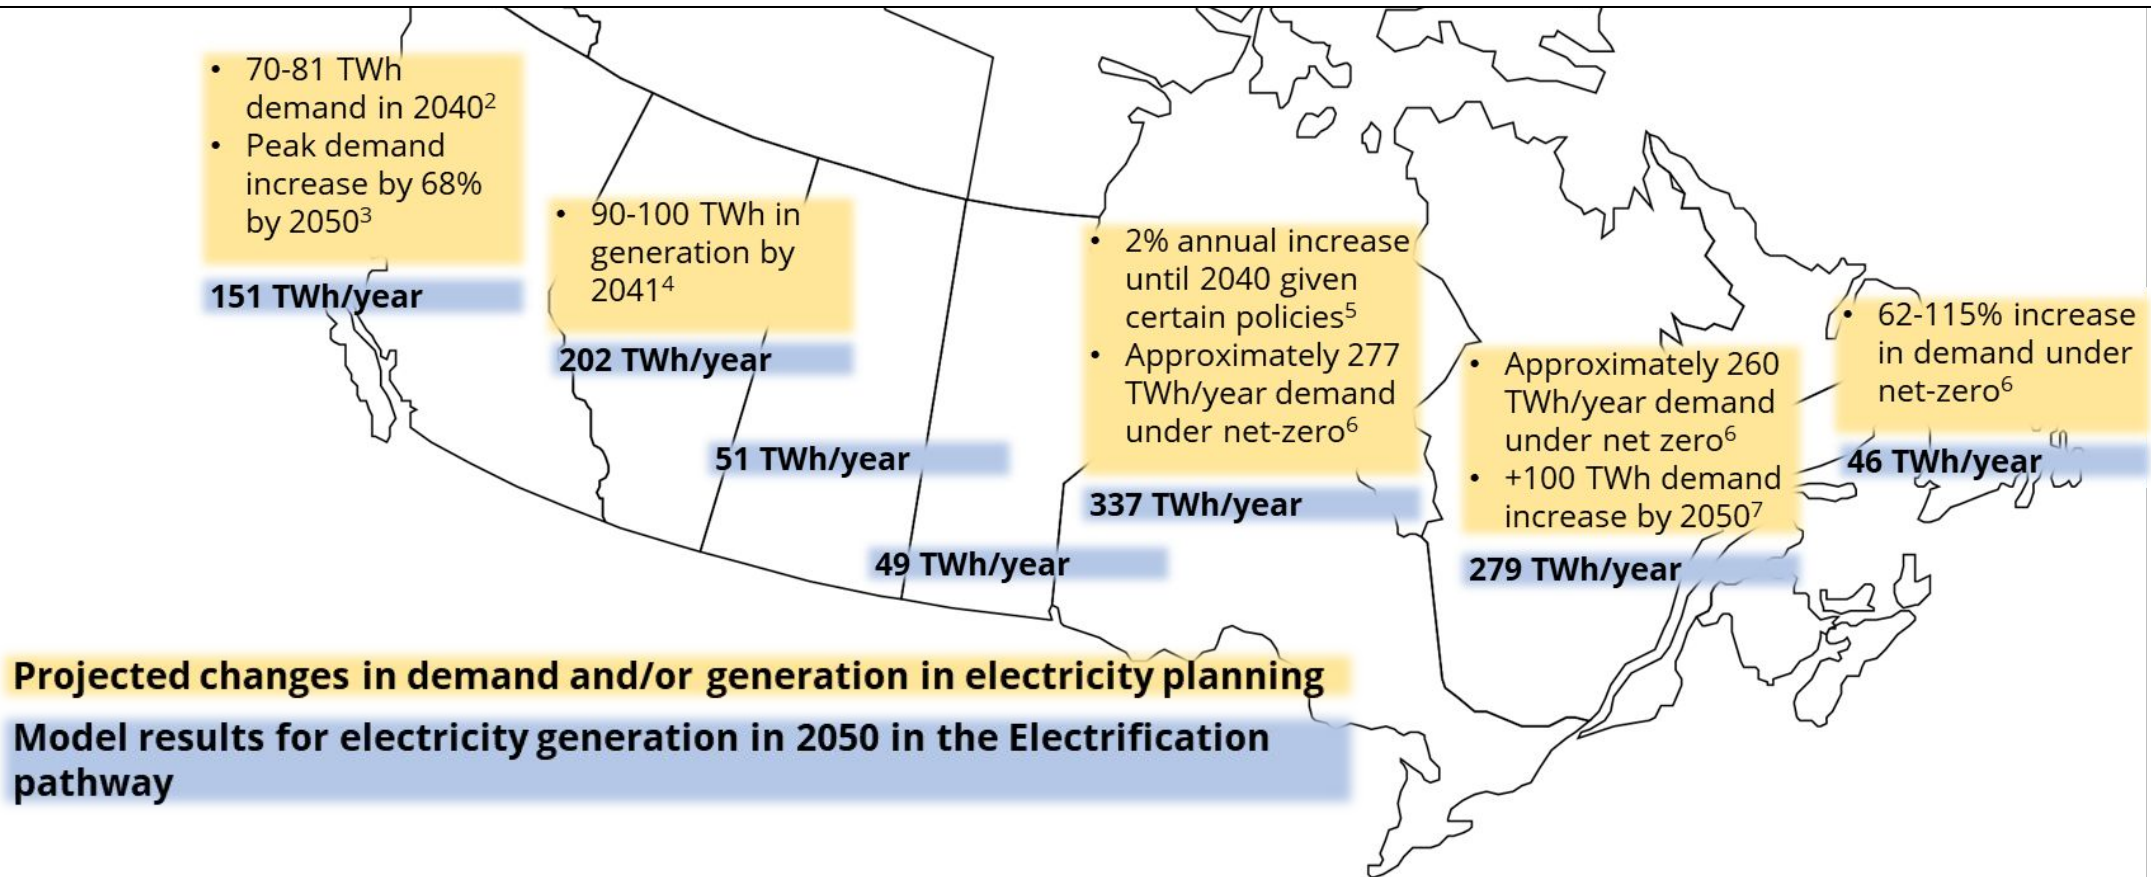 • 70-81 TWh
demand in 2040²
• Peak demand
increase by 68%
by 2050³
151 TWh/year
• 90-100 TWh in
generation by
2041⁴
202 TWh/year
51 TWh/year
49 TWh/year
• 2% annual increase
until 2040 given
certain policies⁵
• Approximately 277
TWh/year demand
under net-zero⁶
337 TWh/year
• Approximately 260
TWh/year demand
under net zero⁶
• +100 TWh demand
increase by 2050⁷
279 TWh/year
• 62-115% increase
in demand under
net-zero⁶
46 TWh/year
Projected changes in demand and/or generation in electricity planning
Model results for electricity generation in 2050 in the Electrification
pathway